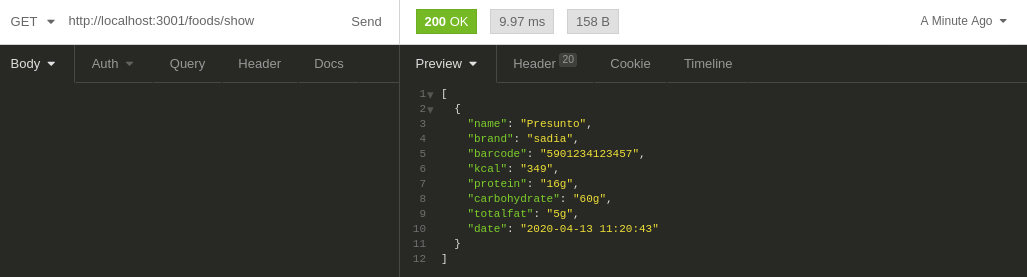 GET http://localhost:3001/foods/show Send 200 OK 9.97 ms 158 B A Minute Ago
Body Auth Query Header Docs Preview Header 20 Cookie Timeline
1 [
2 {
3 "name": "Presunto",
4 "brand": "sadia",
5 "barcode": "5901234123457",
6 "kcal": "349",
7 "protein": "16g",
8 "carbohydrate": "60g",
9 "totalfat": "5g",
10 "date": "2020-04-13 11:20:43"
11 }
12 ]